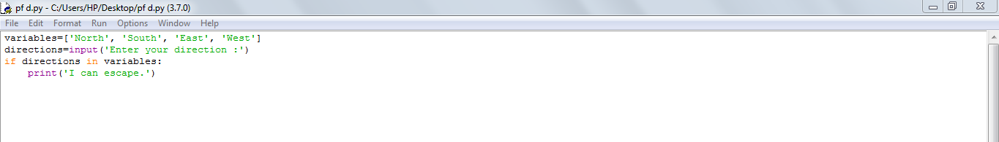 pf d.py - C:/Users/HP/Desktop/pf d.py (3.7.0)
File Edit Format Run Options Window Help
variables=['North', 'South', 'East', 'West']
directions=input('Enter your direction :')
if directions in variables:
    print('I can escape.')